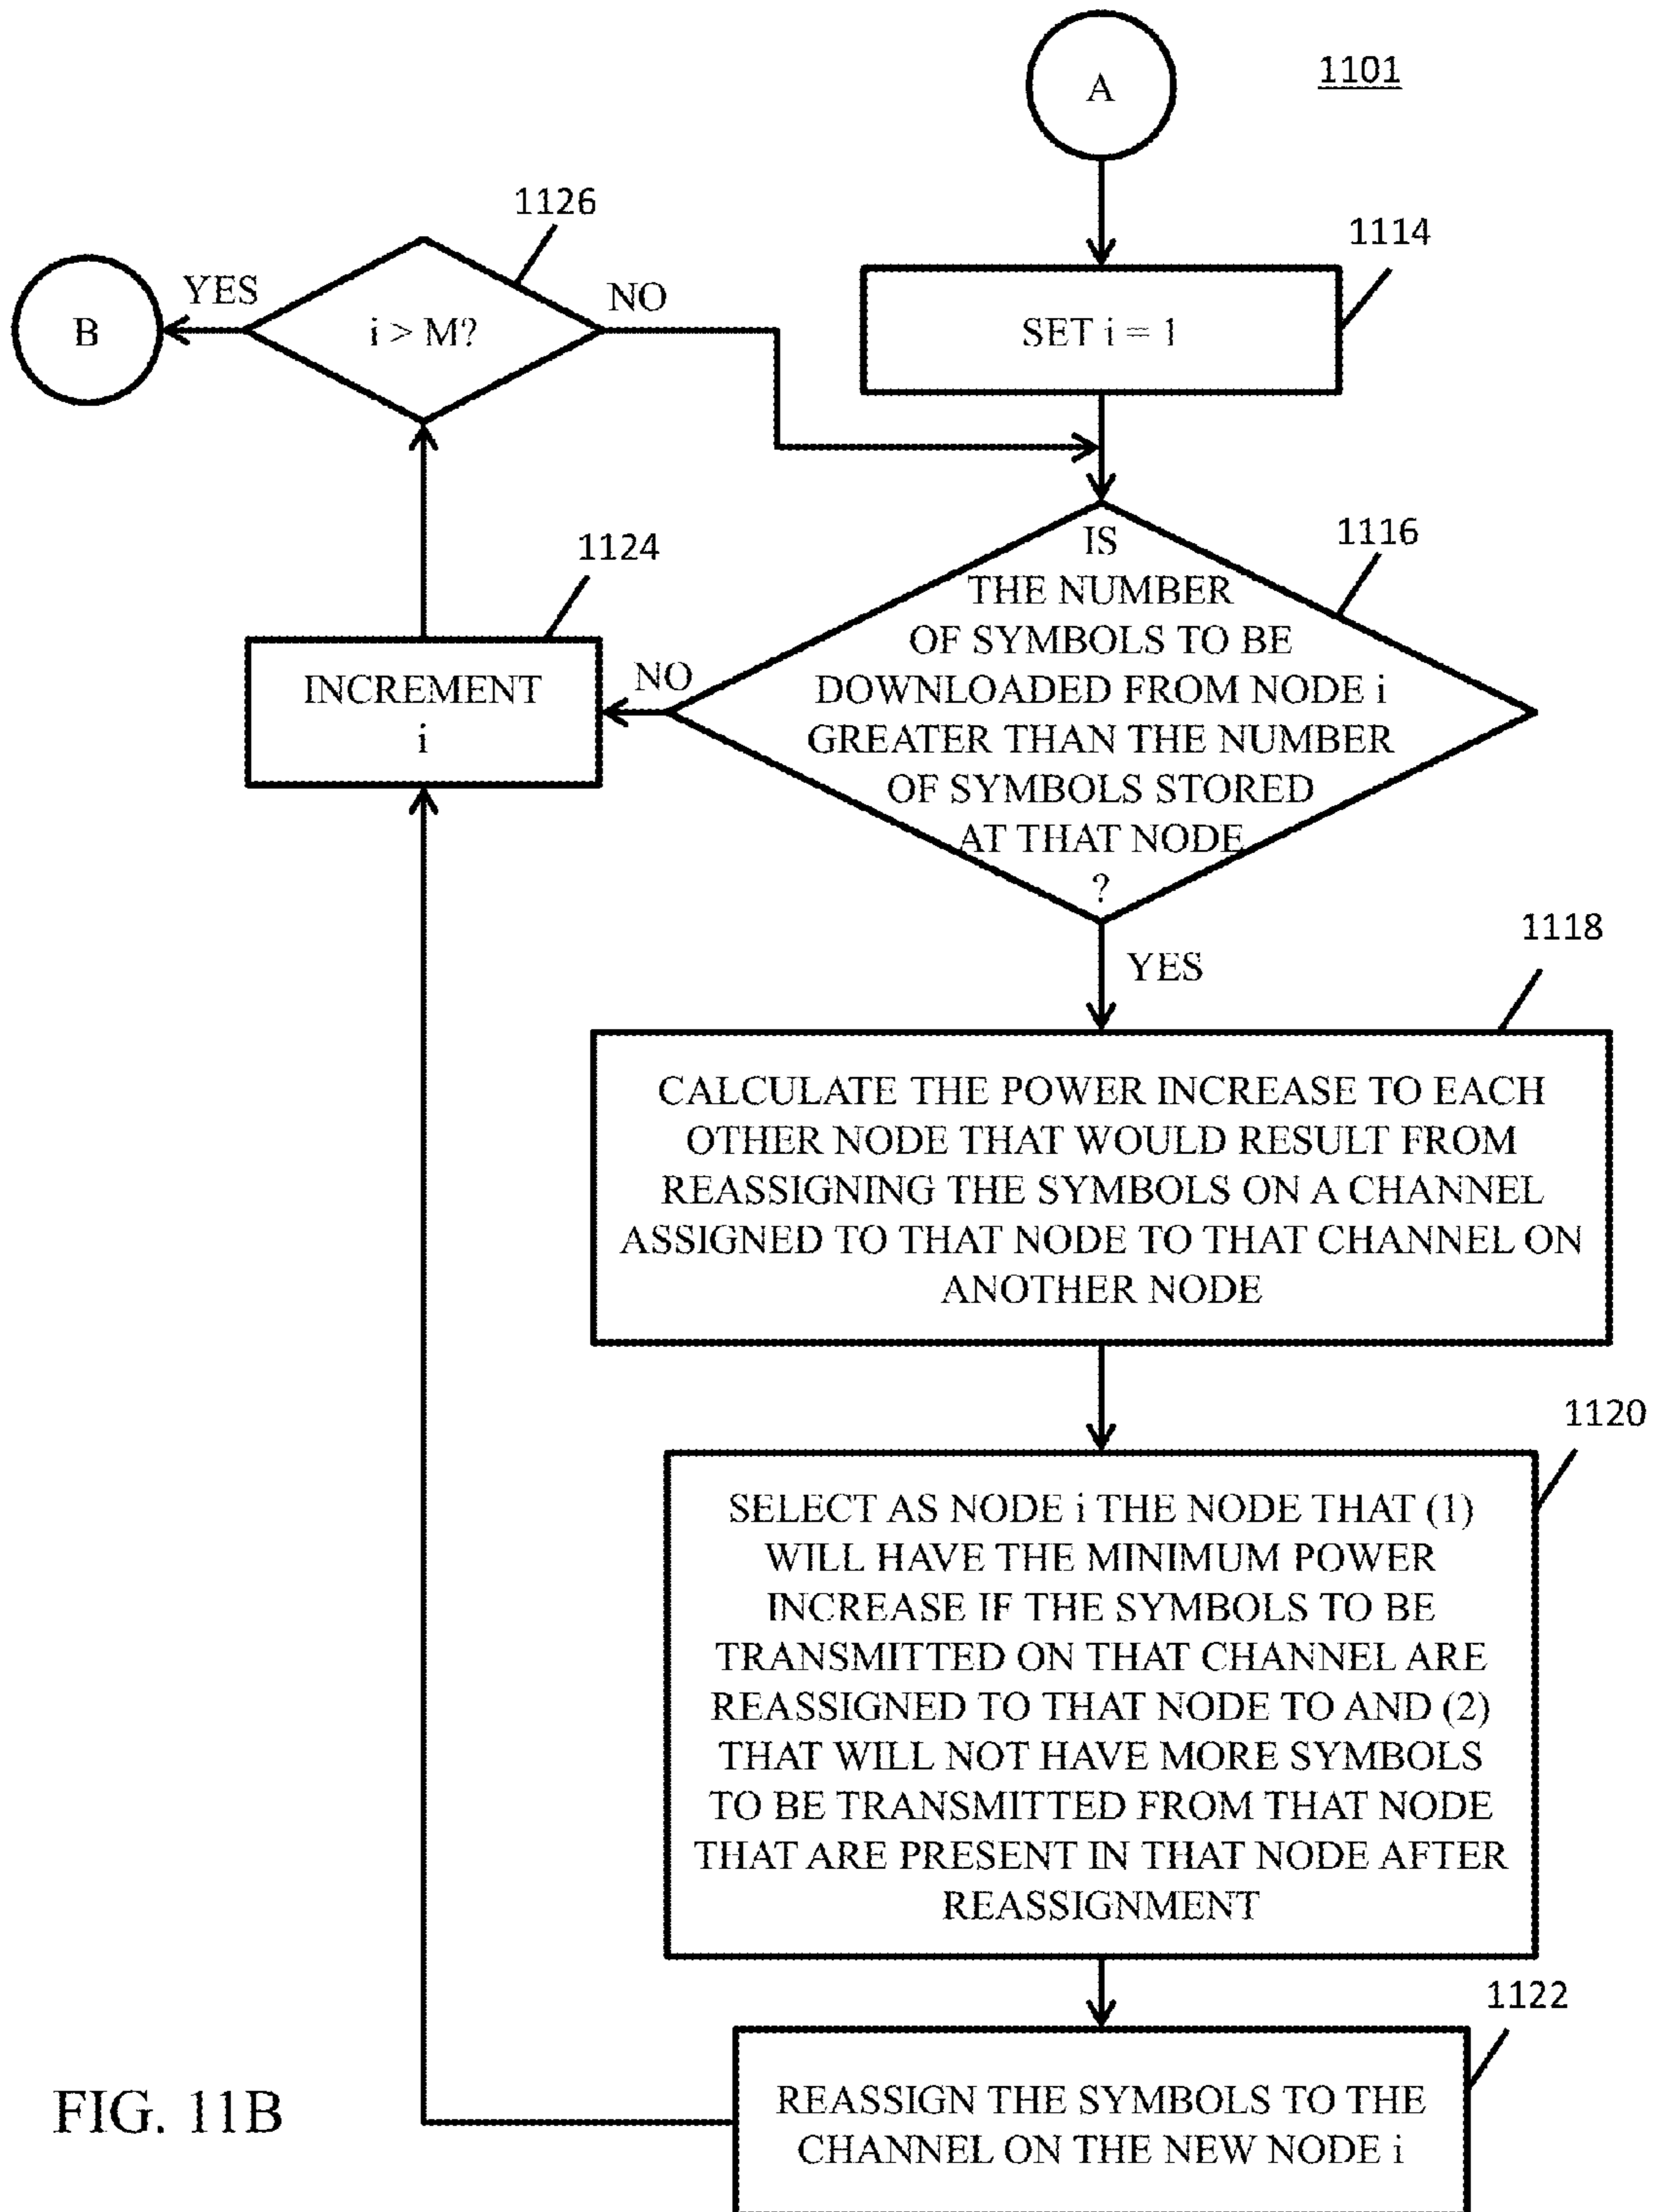 A
1101
1126
1114
B
YES
i > M?
NO
SET i = 1
1124
1116
INCREMENT
i
NO
IS
THE NUMBER
OF SYMBOLS TO BE
DOWNLOADED FROM NODE i
GREATER THAN THE NUMBER
OF SYMBOLS STORED
AT THAT NODE
?
YES
1118
CALCULATE THE POWER INCREASE TO EACH
OTHER NODE THAT WOULD RESULT FROM
REASSIGNING THE SYMBOLS ON A CHANNEL
ASSIGNED TO THAT NODE TO THAT CHANNEL ON
ANOTHER NODE
1120
SELECT AS NODE i THE NODE THAT (1)
WILL HAVE THE MINIMUM POWER
INCREASE IF THE SYMBOLS TO BE
TRANSMITTED ON THAT CHANNEL ARE
REASSIGNED TO THAT NODE TO AND (2)
THAT WILL NOT HAVE MORE SYMBOLS
TO BE TRANSMITTED FROM THAT NODE
THAT ARE PRESENT IN THAT NODE AFTER
REASSIGNMENT
1122
REASSIGN THE SYMBOLS TO THE
CHANNEL ON THE NEW NODE i
FIG. 11B